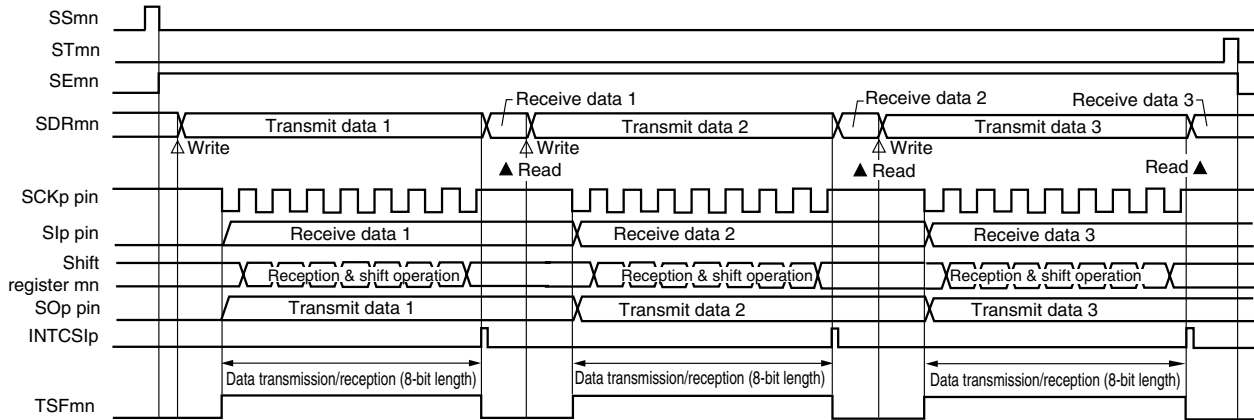 SSmn
STmn
SEmn
Receive data 1
Receive data 2
Receive data 3
SDRmn
Transmit data 1
Transmit data 2
Transmit data 3
△ Write
△ Write
△ Write
▲ Read
▲ Read
Read ▲
SCKp pin
SIp pin
Receive data 1
Receive data 2
Receive data 3
Shift
register mn
Reception & shift operation
Reception & shift operation
Reception & shift operation
SOp pin
Transmit data 1
Transmit data 2
Transmit data 3
INTCSIp
Data transmission/reception (8-bit length)
Data transmission/reception (8-bit length)
Data transmission/reception (8-bit length)
TSFmn